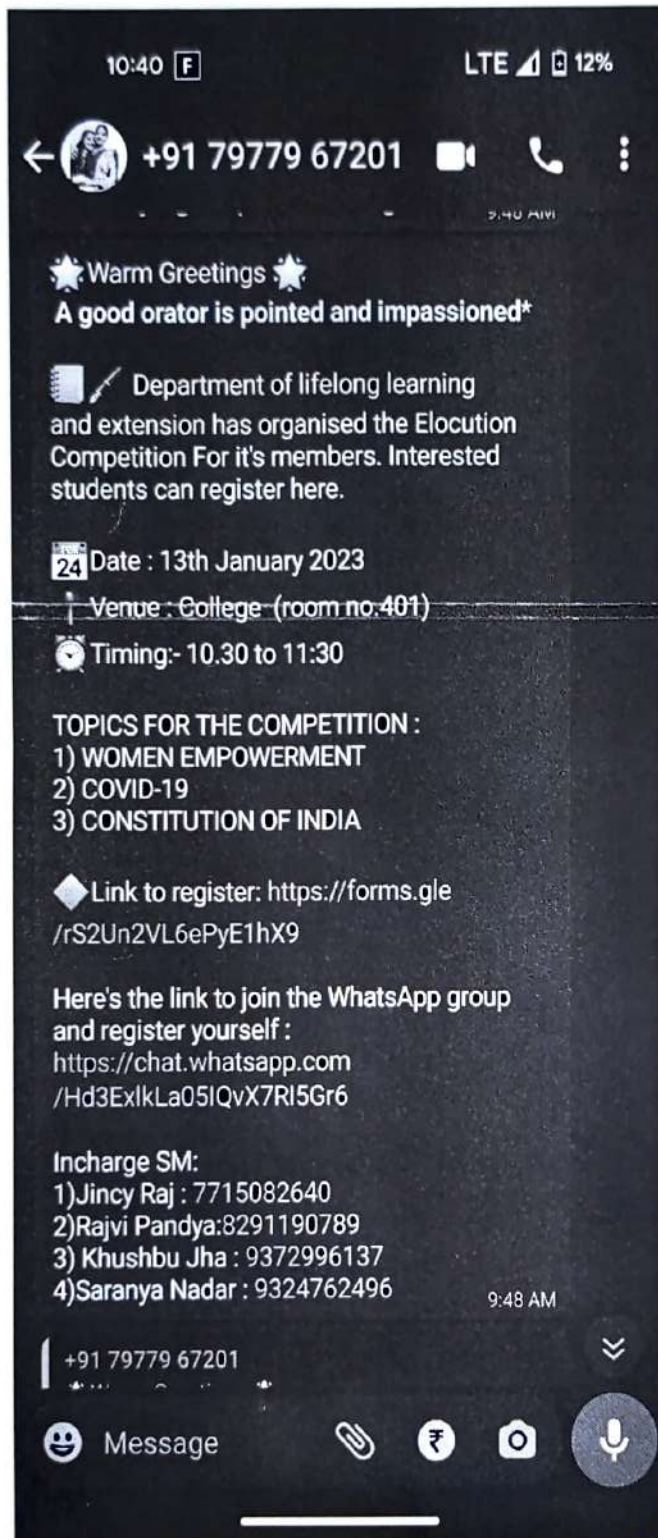 10:40 F LTE 12%
+91 79779 67201
9:40 AM
🌟Warm Greetings🌟
A good orator is pointed and impassioned*
Department of lifelong learning
and extension has organised the Elocution
Competition For it's members. Interested
students can register here.
24 Date : 13th January 2023
Venue : College (room no.401)
Timing:- 10.30 to 11:30
TOPICS FOR THE COMPETITION :
1) WOMEN EMPOWERMENT
2) COVID-19
3) CONSTITUTION OF INDIA
Link to register: https://forms.gle
/rS2Un2VL6ePyE1hX9
Here's the link to join the WhatsApp group
and register yourself :
https://chat.whatsapp.com
/Hd3ExlkLa05IQvX7RI5Gr6
Incharge SM:
1)Jincy Raj : 7715082640
2)Rajvi Pandya:8291190789
3) Khushbu Jha : 9372996137
4)Saranya Nadar : 9324762496
9:48 AM
+91 79779 67201
Message